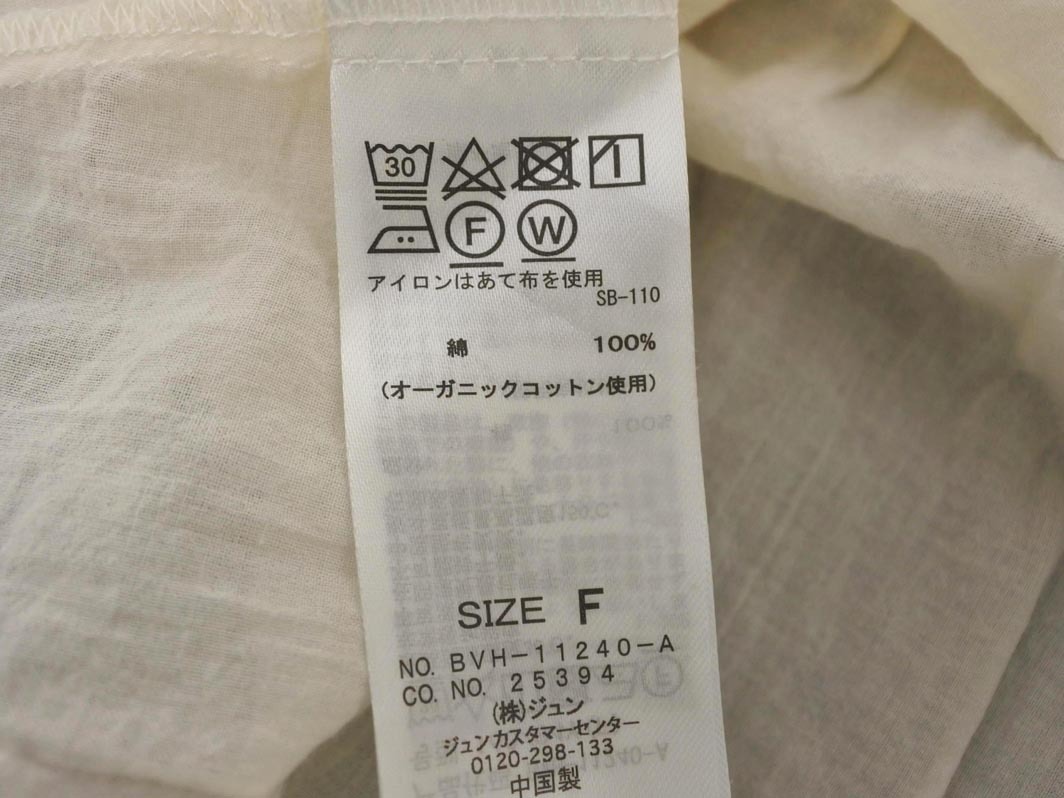 30
F W
アイロンはあて布を使用
SB-110
綿 100%
(オーガニックコットン使用)
SIZE F
NO. BVH-11240-A
CO. NO. 25394
(株)ジュン
ジュンカスタマーセンター
0120-298-133
中国製